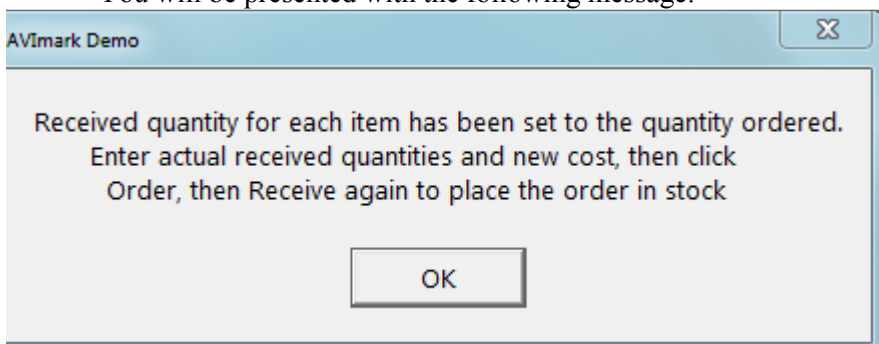 You will be presented with the following message:
AVImark Demo
Received quantity for each item has been set to the quantity ordered.
Enter actual received quantities and new cost, then click
Order, then Receive again to place the order in stock
OK